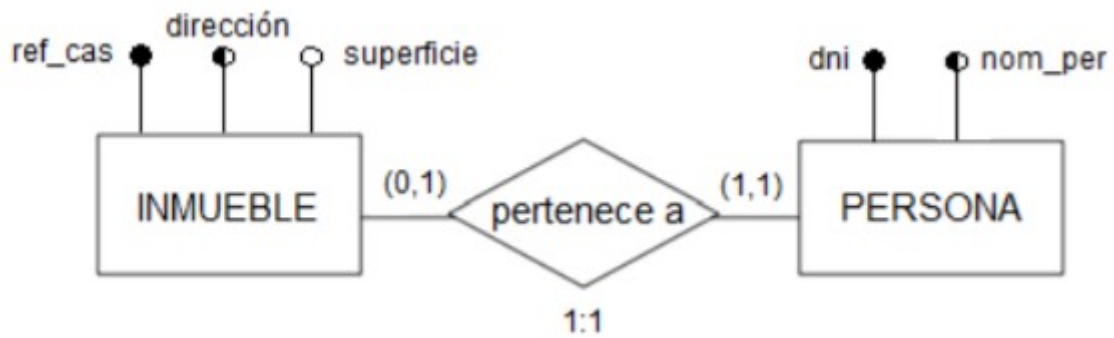 dirección
ref_cas superficie dni nom_per
(0,1) (1,1)
INMUEBLE pertenece a PERSONA
1:1